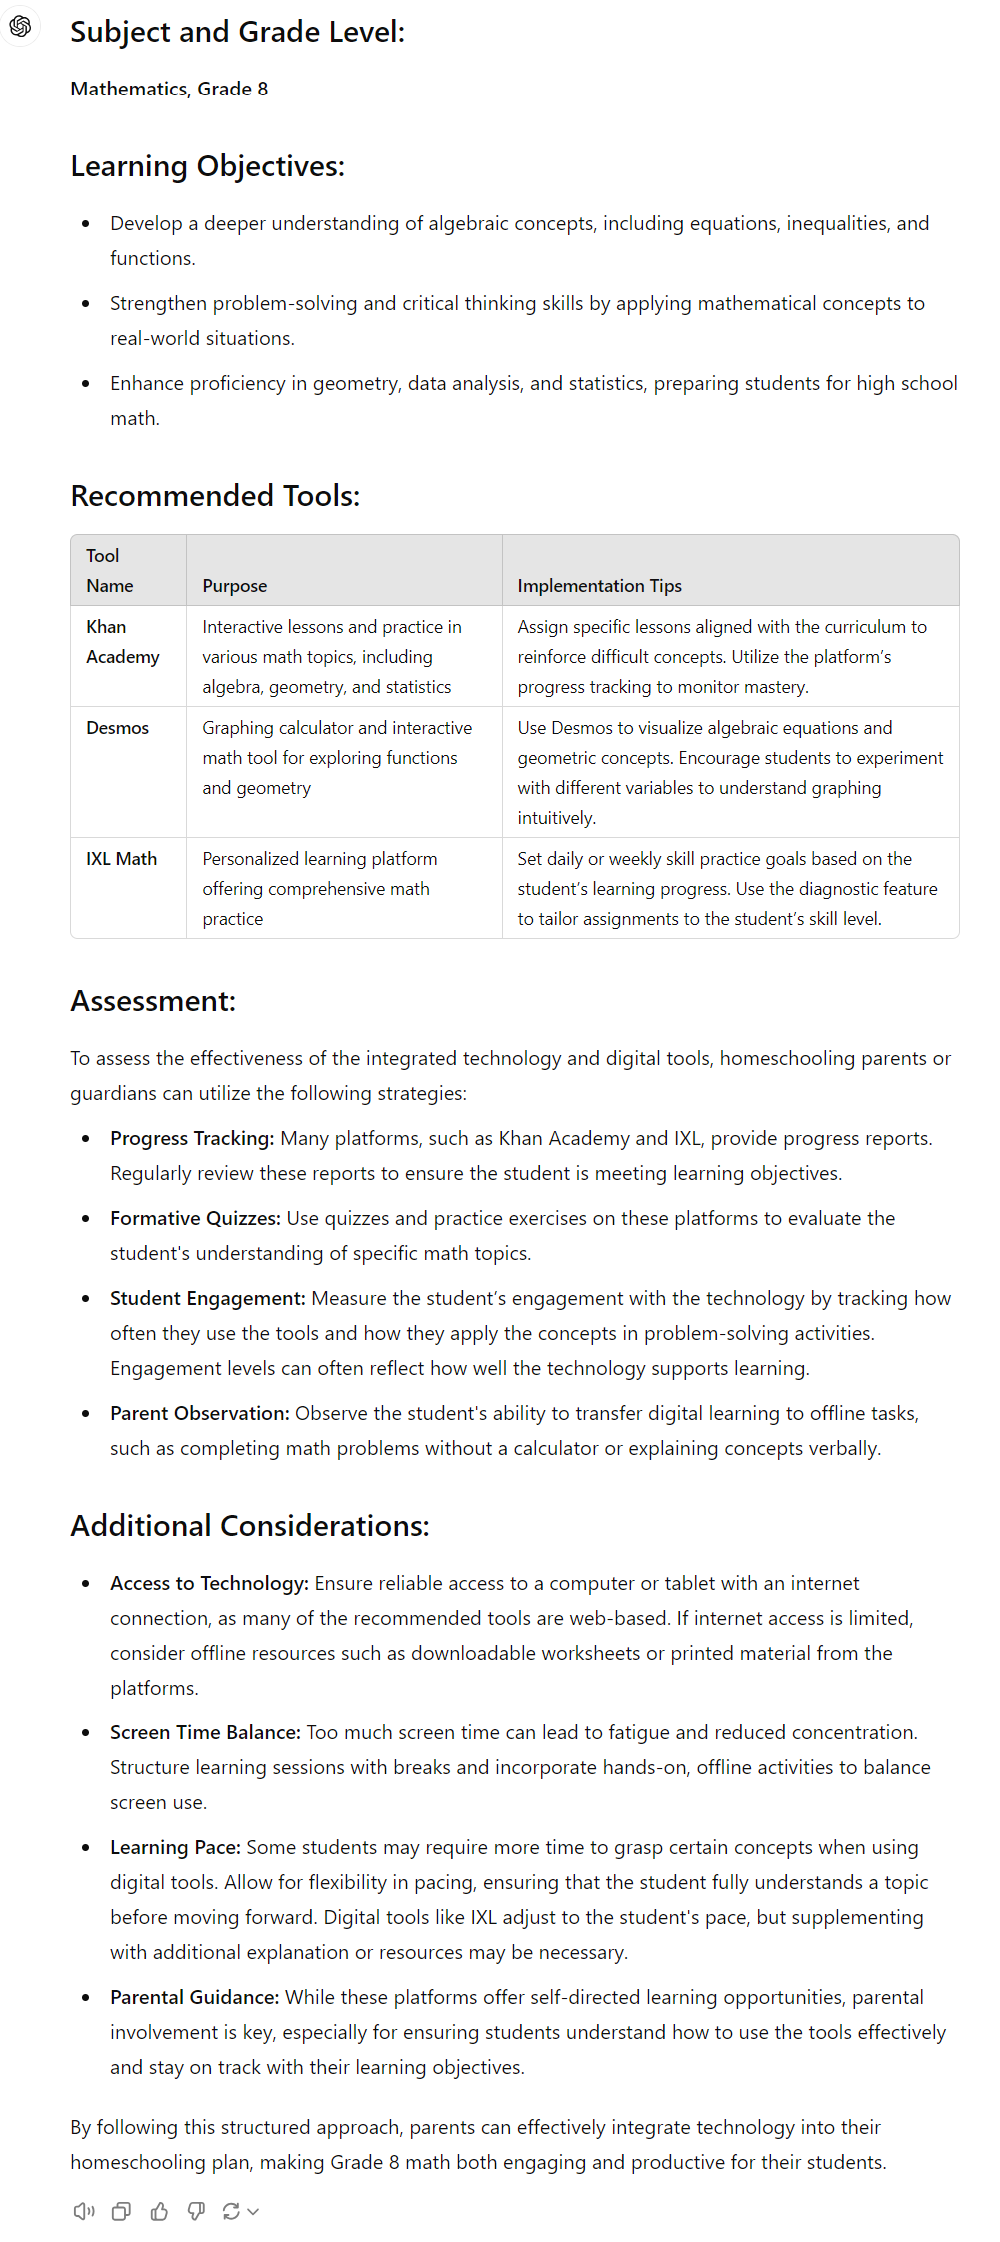 Subject and Grade Level:
Mathematics, Grade 8
Learning Objectives:
Develop a deeper understanding of algebraic concepts, including equations, inequalities, and
functions.
Strengthen problem-solving and critical thinking skills by applying mathematical concepts to
real-world situations.
Enhance proficiency in geometry, data analysis, and statistics, preparing students for high school
math.
Recommended Tools:
Tool
Name
Purpose
Implementation Tips
Khan
Academy
Interactive lessons and practice in
various math topics, including
algebra, geometry, and statistics
Assign specific lessons aligned with the curriculum to
reinforce difficult concepts. Utilize the platform’s
progress tracking to monitor mastery.
Desmos
Graphing calculator and interactive
math tool for exploring functions
and geometry
Use Desmos to visualize algebraic equations and
geometric concepts. Encourage students to experiment
with different variables to understand graphing
intuitively.
IXL Math
Personalized learning platform
offering comprehensive math
practice
Set daily or weekly skill practice goals based on the
student’s learning progress. Use the diagnostic feature
to tailor assignments to the student’s skill level.
Assessment:
To assess the effectiveness of the integrated technology and digital tools, homeschooling parents or
guardians can utilize the following strategies:
Progress Tracking: Many platforms, such as Khan Academy and IXL, provide progress reports.
Regularly review these reports to ensure the student is meeting learning objectives.
Formative Quizzes: Use quizzes and practice exercises on these platforms to evaluate the
student's understanding of specific math topics.
Student Engagement: Measure the student’s engagement with the technology by tracking how
often they use the tools and how they apply the concepts in problem-solving activities.
Engagement levels can often reflect how well the technology supports learning.
Parent Observation: Observe the student's ability to transfer digital learning to offline tasks,
such as completing math problems without a calculator or explaining concepts verbally.
Additional Considerations:
Access to Technology: Ensure reliable access to a computer or tablet with an internet
connection, as many of the recommended tools are web-based. If internet access is limited,
consider offline resources such as downloadable worksheets or printed material from the
platforms.
Screen Time Balance: Too much screen time can lead to fatigue and reduced concentration.
Structure learning sessions with breaks and incorporate hands-on, offline activities to balance
screen use.
Learning Pace: Some students may require more time to grasp certain concepts when using
digital tools. Allow for flexibility in pacing, ensuring that the student fully understands a topic
before moving forward. Digital tools like IXL adjust to the student's pace, but supplementing
with additional explanation or resources may be necessary.
Parental Guidance: While these platforms offer self-directed learning opportunities, parental
involvement is key, especially for ensuring students understand how to use the tools effectively
and stay on track with their learning objectives.
By following this structured approach, parents can effectively integrate technology into their
homeschooling plan, making Grade 8 math both engaging and productive for their students.